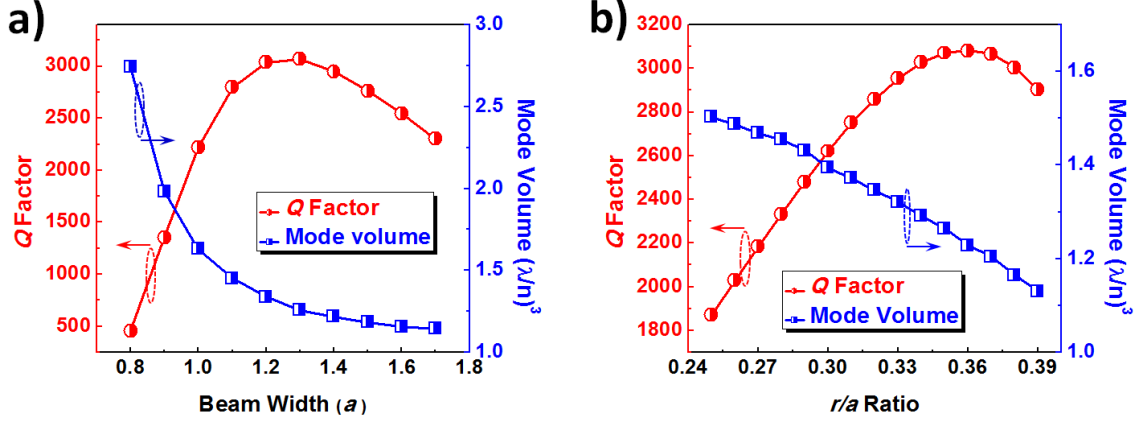 a)
Q Factor
3000
2500
2000
1500
1000
500
3.0
2.5
2.0
1.5
1.0
Mode Volume (λ/n)³
Q Factor
Mode volume
0.8 1.0 1.2 1.4 1.6 1.8
Beam Width (a)
b)
Q Factor
3200
3000
2800
2600
2400
2200
2000
1800
1.6
1.4
1.2
1.0
Mode Volume (λ/n)³
Q Factor
Mode Volume
0.24 0.27 0.30 0.33 0.36 0.39
r/a Ratio